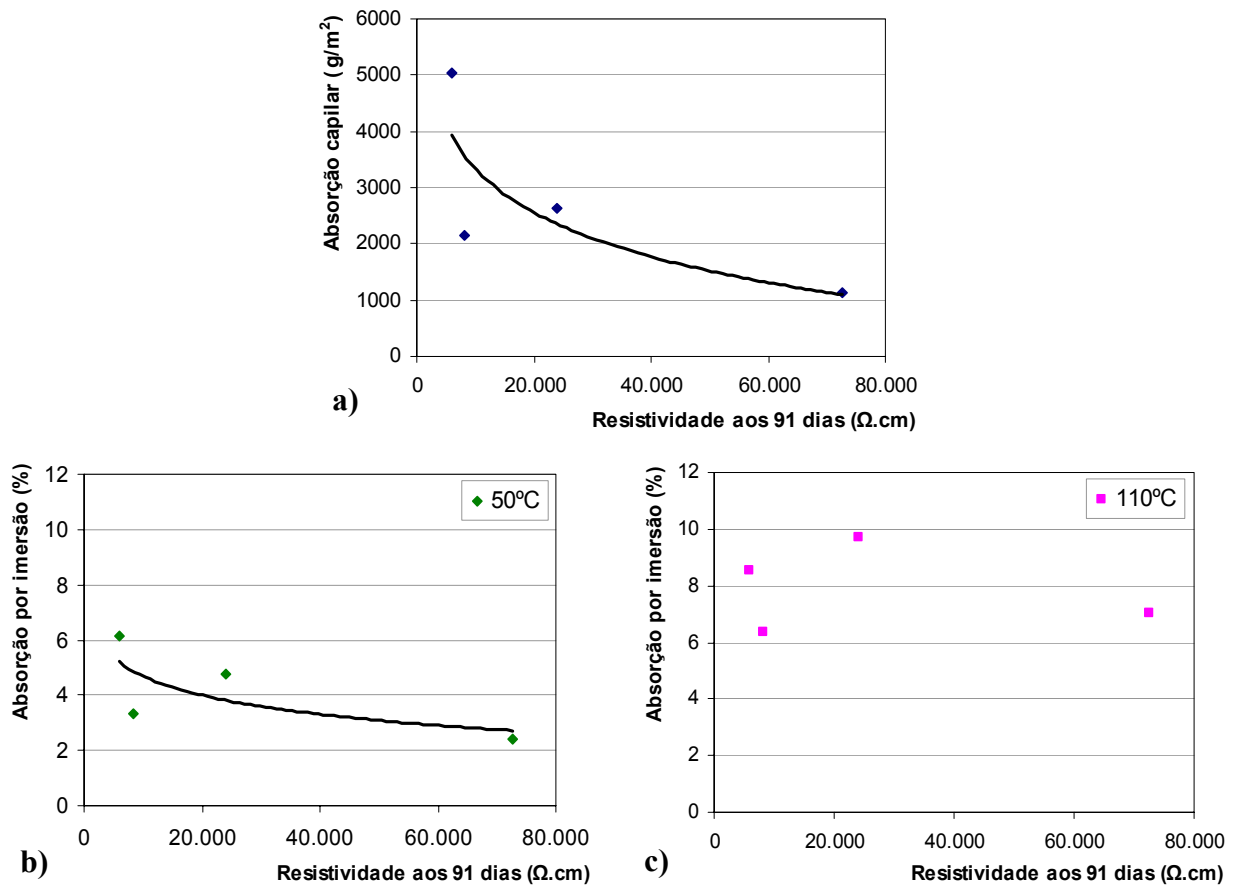 Absorção capilar ( g/m²)
6000
5000
4000
3000
2000
1000
0
0 20.000 40.000 60.000 80.000
Resistividade aos 91 dias (Ω.cm)
a)
Absorção por imersão (%)
12
10
8
6
4
2
0
50ºC
0 20.000 40.000 60.000 80.000
Resistividade aos 91 dias (Ω.cm)
b)
Absorção por imersão (%)
12
10
8
6
4
2
0
110ºC
0 20.000 40.000 60.000 80.000
Resistividade aos 91 dias (Ω.cm)
c)